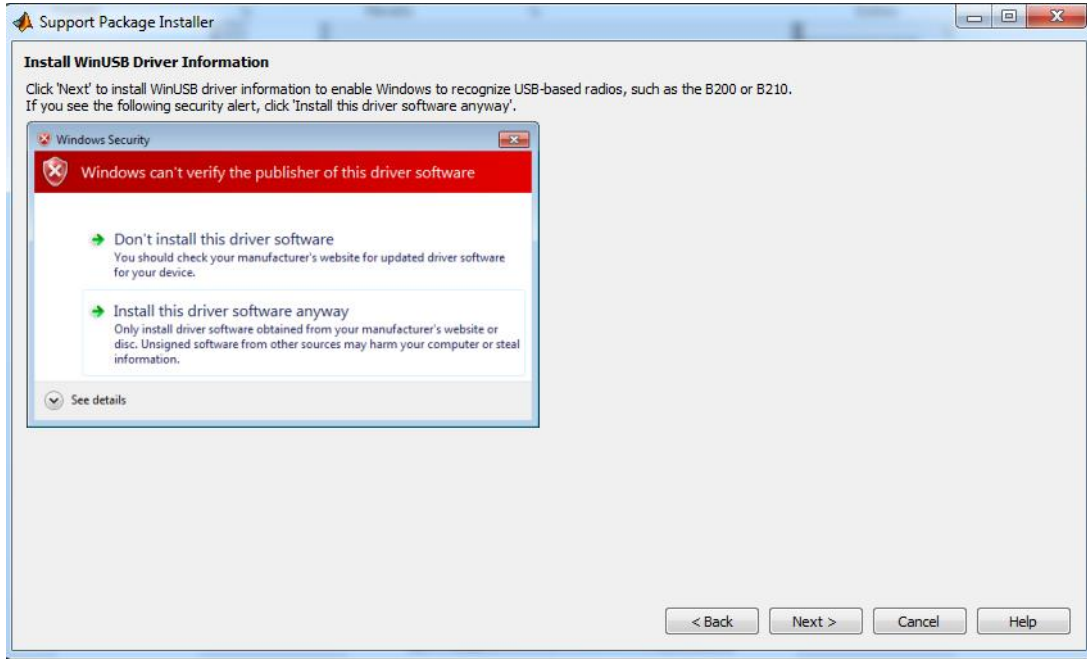 Support Package Installer
Install WinUSB Driver Information
Click 'Next' to install WinUSB driver information to enable Windows to recognize USB-based radios, such as the B200 or B210.
If you see the following security alert, click 'Install this driver software anyway'.
Windows Security
Windows can't verify the publisher of this driver software
Don't install this driver software
You should check your manufacturer's website for updated driver software
for your device.
Install this driver software anyway
Only install driver software obtained from your manufacturer's website or
disc. Unsigned software from other sources may harm your computer or steal
information.
See details
< Back Next > Cancel Help